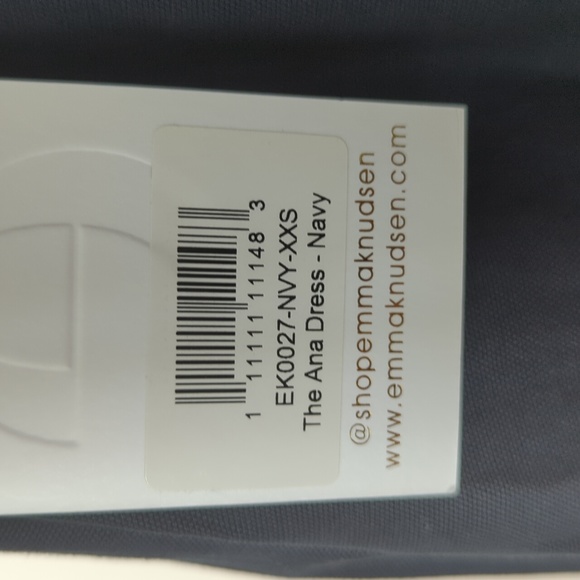 1 11111 11148 3
EK0027-NVY-XXS
The Ana Dress - Navy
@shopemmaknudsen
www.emmaknudsen.com